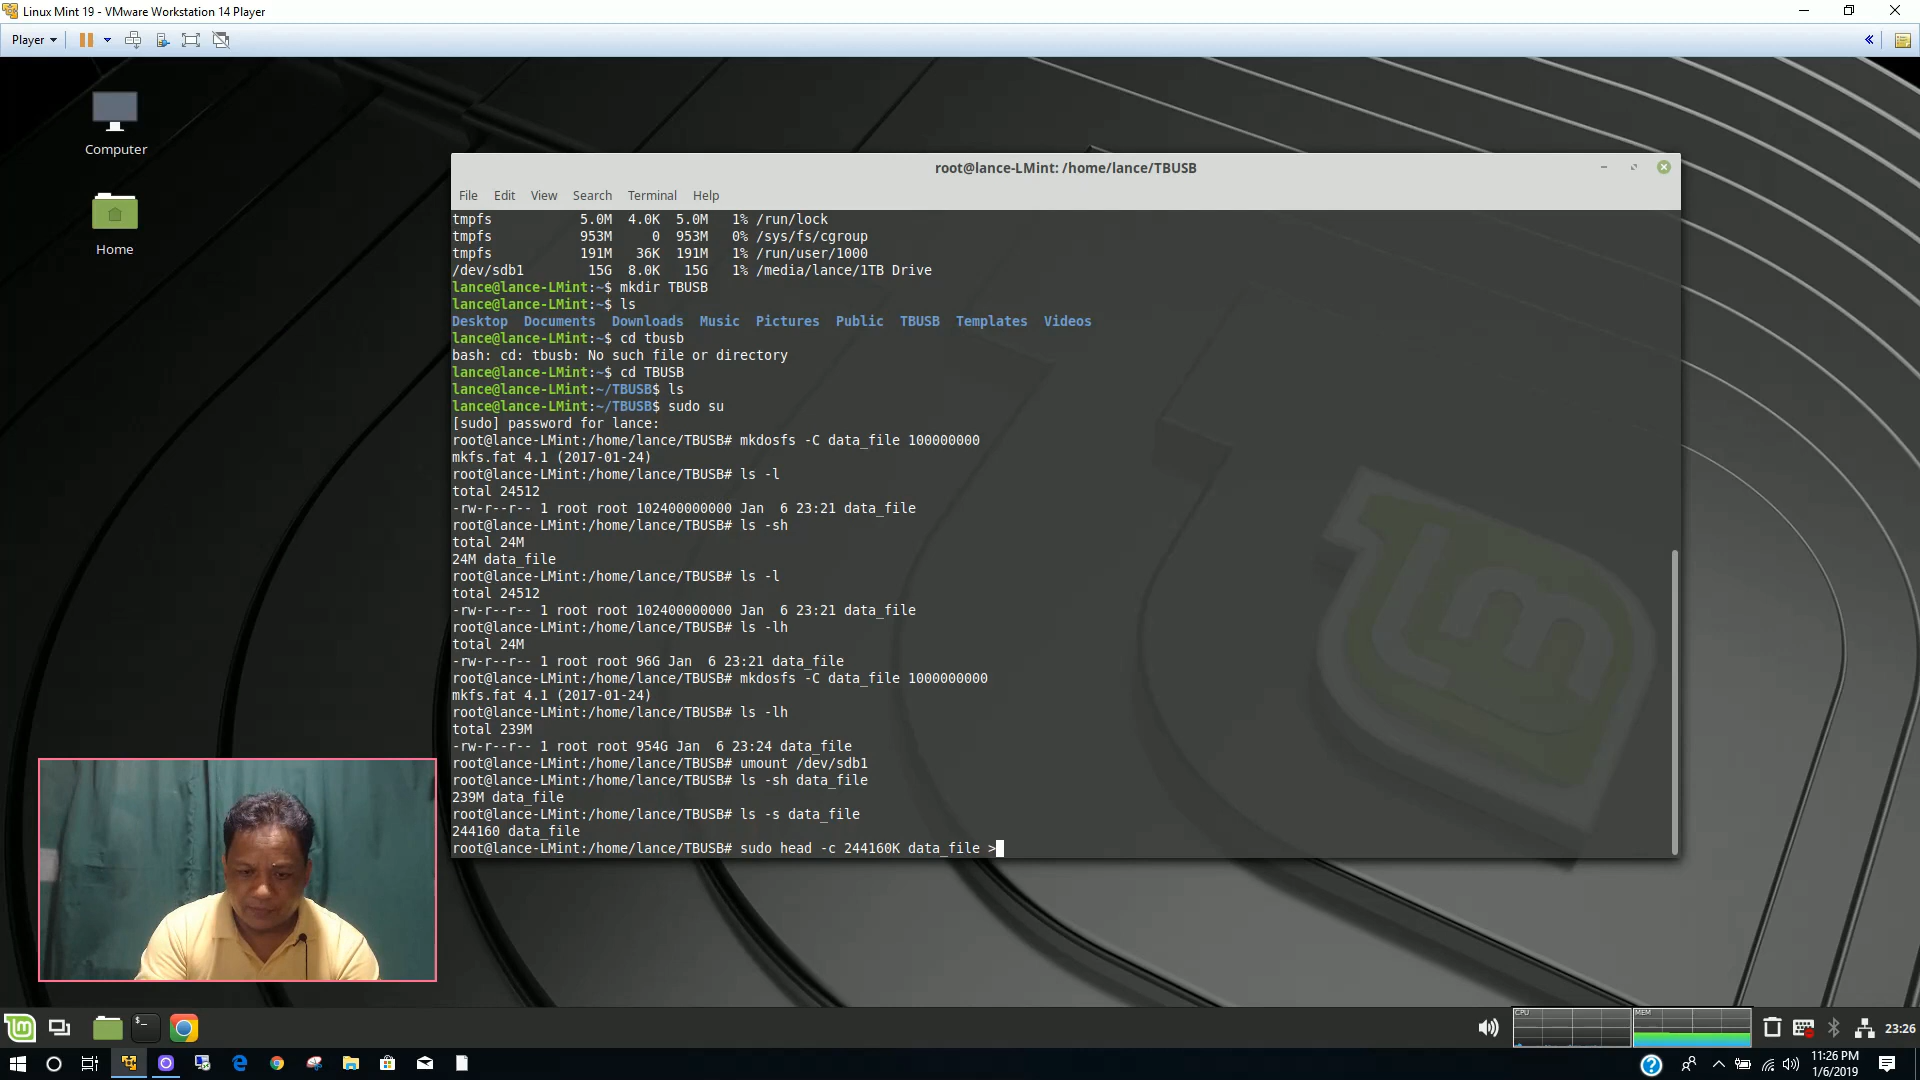 Linux Mint 19 - VMware Workstation 14 Player
Player
Computer
Home
root@lance-LMint: /home/lance/TBUSB
File Edit View Search Terminal Help
tmpfs 5.0M 4.0K 5.0M 1% /run/lock
tmpfs 953M 0 953M 0% /sys/fs/cgroup
tmpfs 191M 36K 191M 1% /run/user/1000
/dev/sdb1 15G 8.0K 15G 1% /media/lance/1TB Drive
lance@lance-LMint:~$ mkdir TBUSB
lance@lance-LMint:~$ ls
Desktop Documents Downloads Music Pictures Public TBUSB Templates Videos
lance@lance-LMint:~$ cd tbusb
bash: cd: tbusb: No such file or directory
lance@lance-LMint:~$ cd TBUSB
lance@lance-LMint:~/TBUSB$ ls
lance@lance-LMint:~/TBUSB$ sudo su
[sudo] password for lance:
root@lance-LMint:/home/lance/TBUSB# mkdosfs -C data_file 100000000
mkfs.fat 4.1 (2017-01-24)
root@lance-LMint:/home/lance/TBUSB# ls -l
total 24512
-rw-r--r-- 1 root root 102400000000 Jan 6 23:21 data_file
root@lance-LMint:/home/lance/TBUSB# ls -sh
total 24M
24M data_file
root@lance-LMint:/home/lance/TBUSB# ls -l
total 24512
-rw-r--r-- 1 root root 102400000000 Jan 6 23:21 data_file
root@lance-LMint:/home/lance/TBUSB# ls -lh
total 24M
-rw-r--r-- 1 root root 96G Jan 6 23:21 data_file
root@lance-LMint:/home/lance/TBUSB# mkdosfs -C data_file 1000000000
mkfs.fat 4.1 (2017-01-24)
root@lance-LMint:/home/lance/TBUSB# ls -lh
total 239M
-rw-r--r-- 1 root root 954G Jan 6 23:24 data_file
root@lance-LMint:/home/lance/TBUSB# umount /dev/sdb1
root@lance-LMint:/home/lance/TBUSB# ls -sh data_file
239M data_file
root@lance-LMint:/home/lance/TBUSB# ls -s data_file
244160 data_file
root@lance-LMint:/home/lance/TBUSB# sudo head -c 244160K data_file >
CPU
MEM
23:26
11:26 PM
1/6/2019